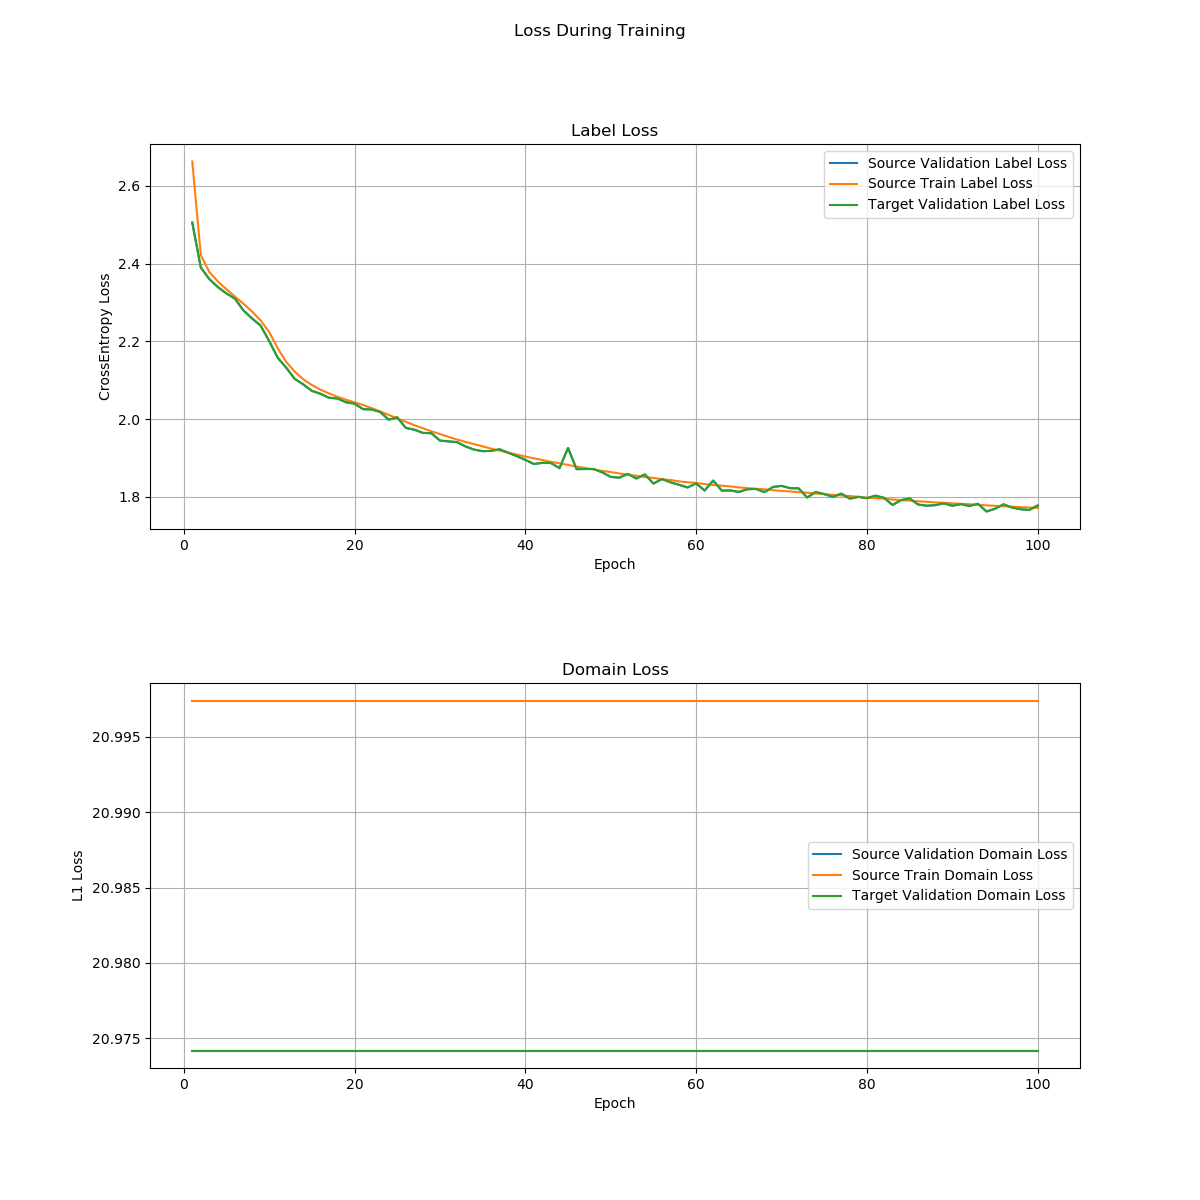 Loss During Training
Label Loss
Source Validation Label Loss
Source Train Label Loss
Target Validation Label Loss
2.6
2.4
2.2
2.0
1.8
CrossEntropy Loss
0 20 40 60 80 100
Epoch
Domain Loss
20.995
20.990
20.985
20.980
20.975
L1 Loss
Source Validation Domain Loss
Source Train Domain Loss
Target Validation Domain Loss
0 20 40 60 80 100
Epoch